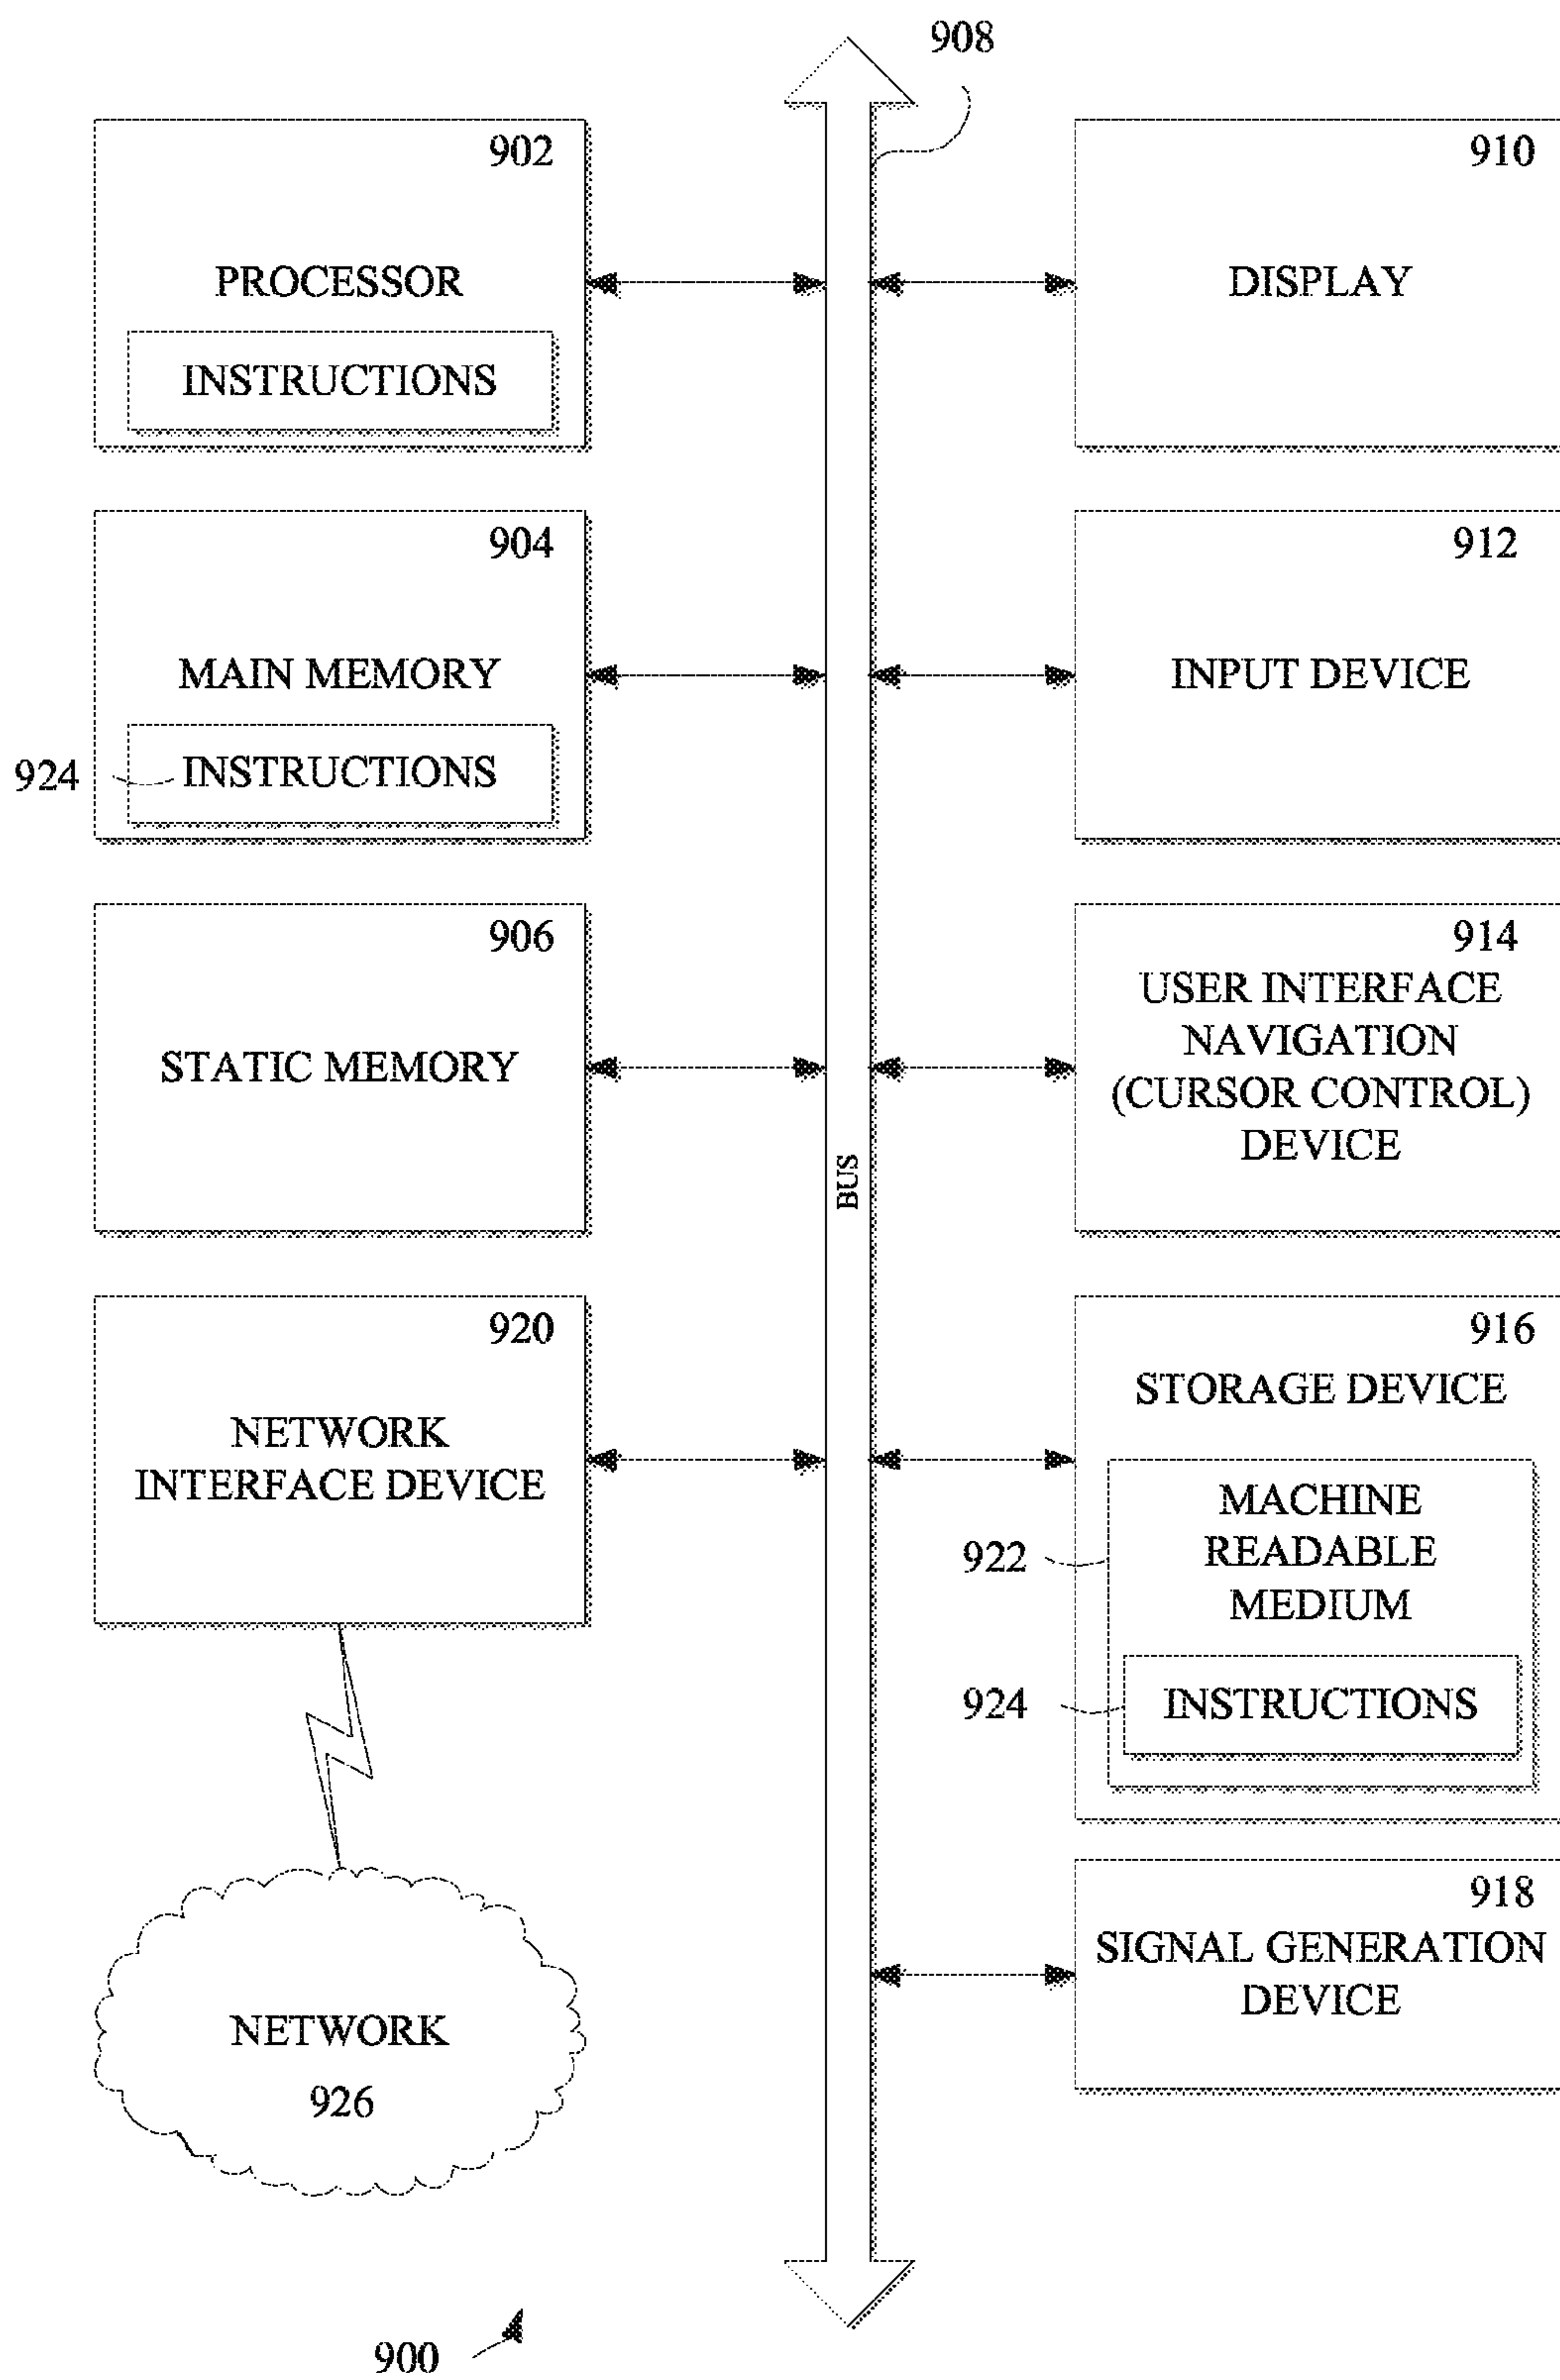 908
902
PROCESSOR
INSTRUCTIONS
910
DISPLAY
904
MAIN MEMORY
924
INSTRUCTIONS
912
INPUT DEVICE
906
STATIC MEMORY
914
USER INTERFACE
NAVIGATION
(CURSOR CONTROL)
DEVICE
BUS
920
NETWORK
INTERFACE DEVICE
916
STORAGE DEVICE
922
MACHINE
READABLE
MEDIUM
924
INSTRUCTIONS
918
SIGNAL GENERATION
DEVICE
NETWORK
926
900